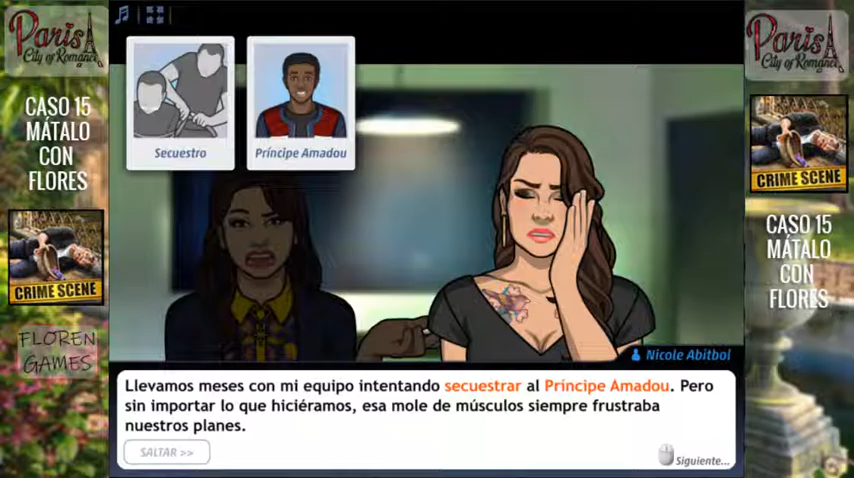 Paris
City of Romance
CASO 15
MÁTALO
CON
FLORES
CRIME SCENE
FLOREN
GAMES
Secuestro
Príncipe Amadou
Nicole Abitbol
Llevamos meses con mi equipo intentando secuestrar al Príncipe Amadou. Pero
sin importar lo que hiciéramos, esa mole de músculos siempre frustraba
nuestros planes.
SALTAR >>
Siguiente...
Paris
City of Romance
CRIME SCENE
CASO 15
MÁTALO
CON
FLORES